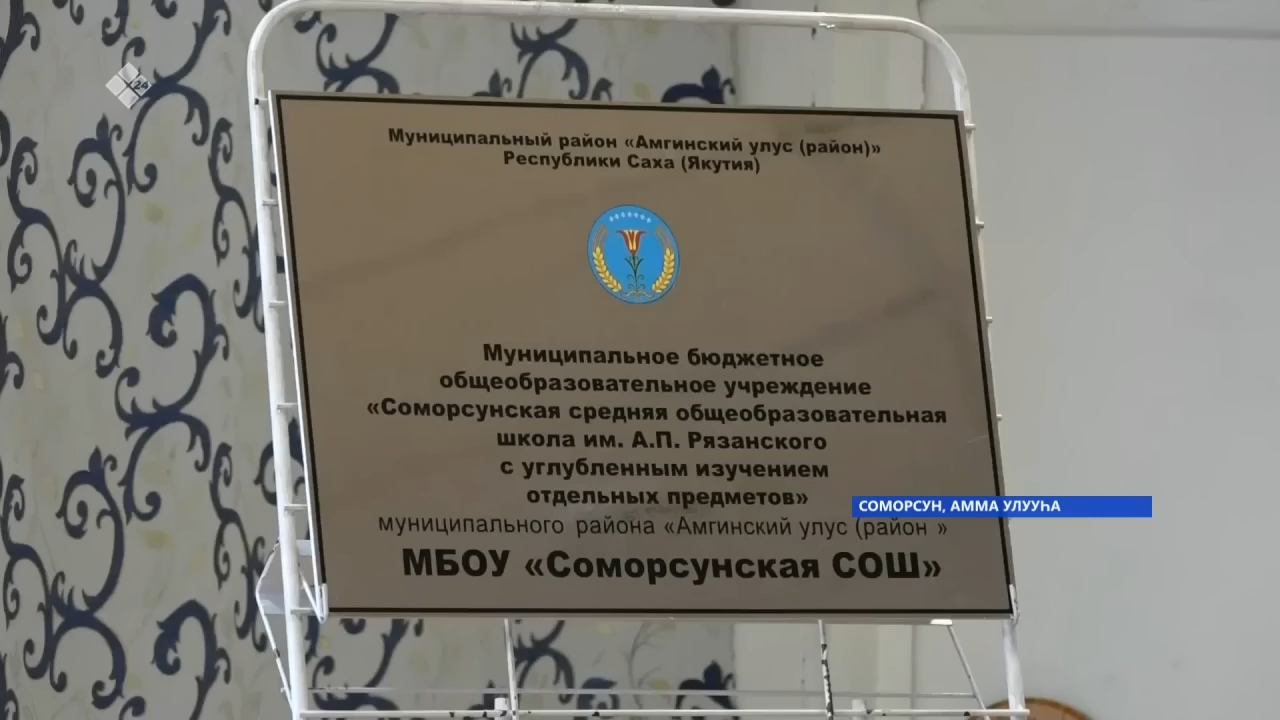 Муниципальный район «Амгинский улус (район)»
Республики Саха (Якутия)
Муниципальное бюджетное
общеобразовательное учреждение
«Соморсунская средняя общеобразовательная
школа им. А.П. Рязанского
с углубленным изучением
отдельных предметов»
муниципального района «Амгинский улус (район »
МБОУ «Соморсунская СОШ»
СОМОРСУН, АММА УЛУУҺА
24